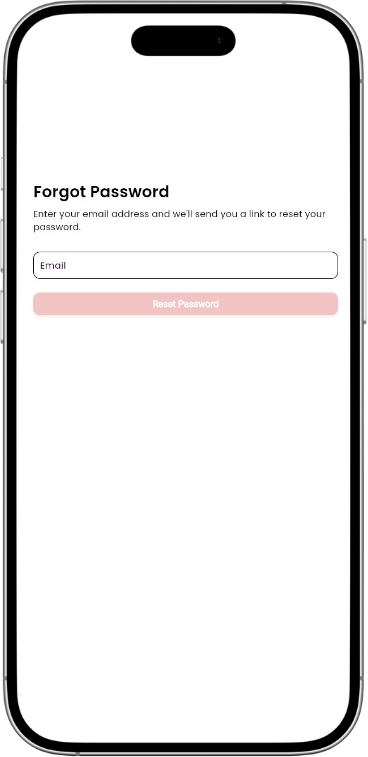 Forgot Password
Enter your email address and we'll send you a link to reset your
password.
Email
Reset Password